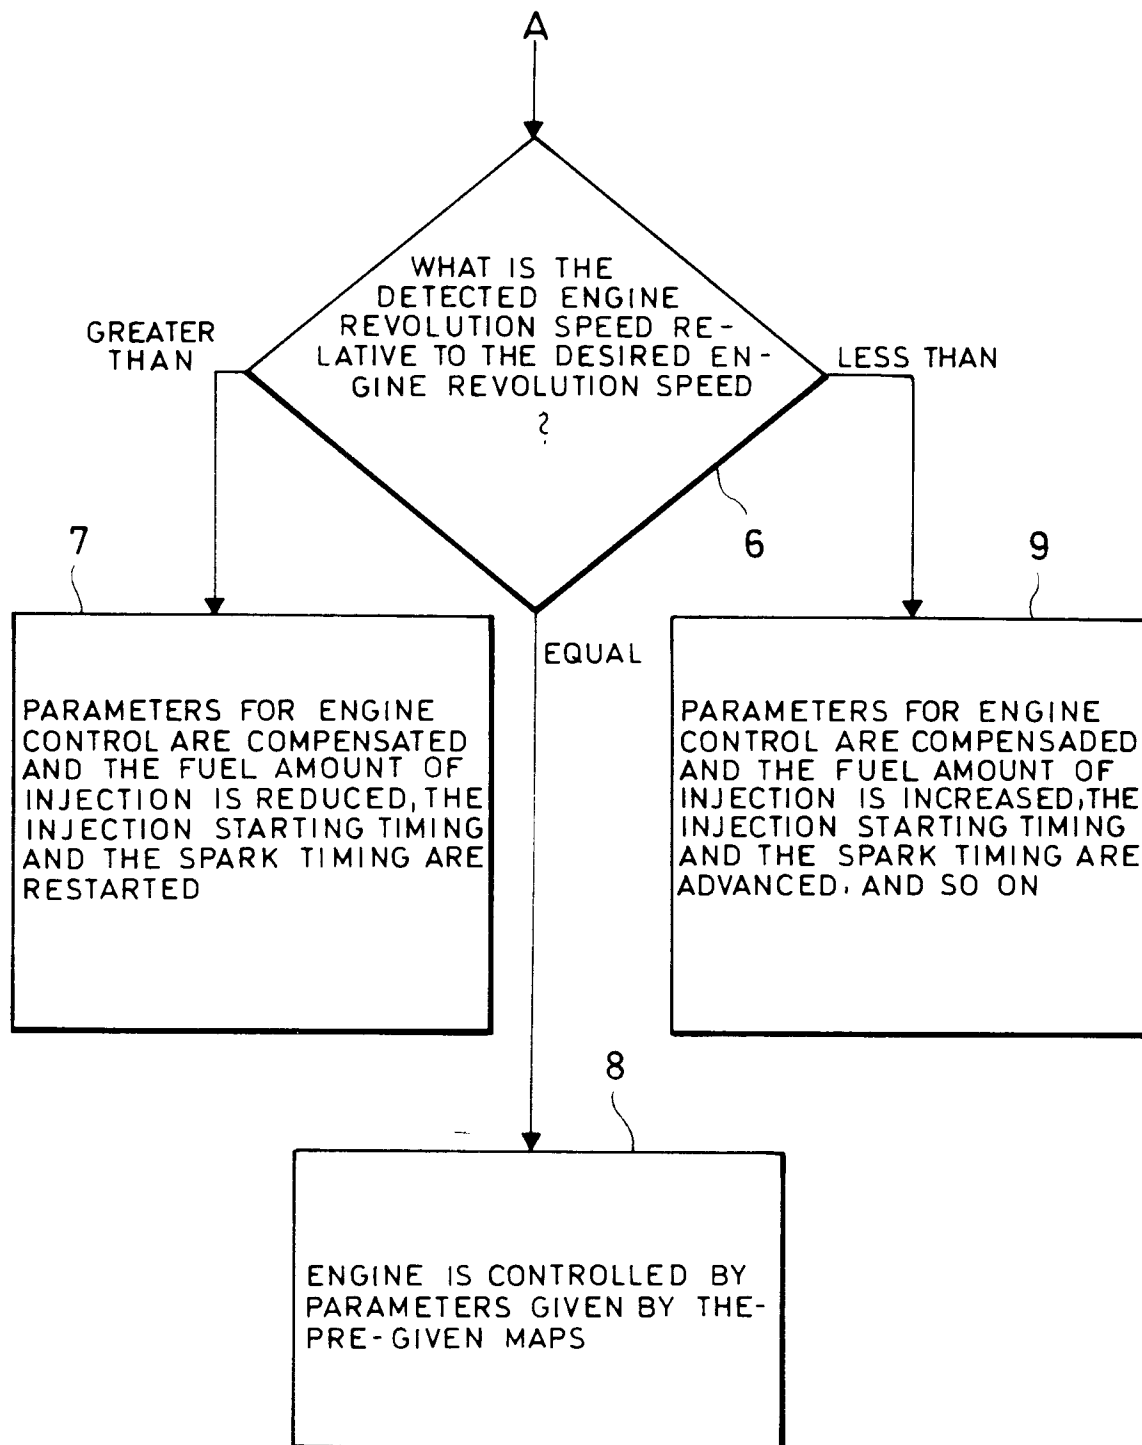 A
WHAT IS THE
DETECTED ENGINE
REVOLUTION SPEED RE-
LATIVE TO THE DESIRED EN-
GINE REVOLUTION SPEED
?
GREATER
THAN
LESS THAN
6
7
9
EQUAL
PARAMETERS FOR ENGINE
CONTROL ARE COMPENSATED
AND THE FUEL AMOUNT OF
INJECTION IS REDUCED, THE
INJECTION STARTING TIMING
AND THE SPARK TIMING ARE
RESTARTED
PARAMETERS FOR ENGINE
CONTROL ARE COMPENSADED
AND THE FUEL AMOUNT OF
INJECTION IS INCREASED, THE
INJECTION STARTING TIMING
AND THE SPARK TIMING ARE
ADVANCED, AND SO ON
8
ENGINE IS CONTROLLED BY
PARAMETERS GIVEN BY THE-
PRE-GIVEN MAPS